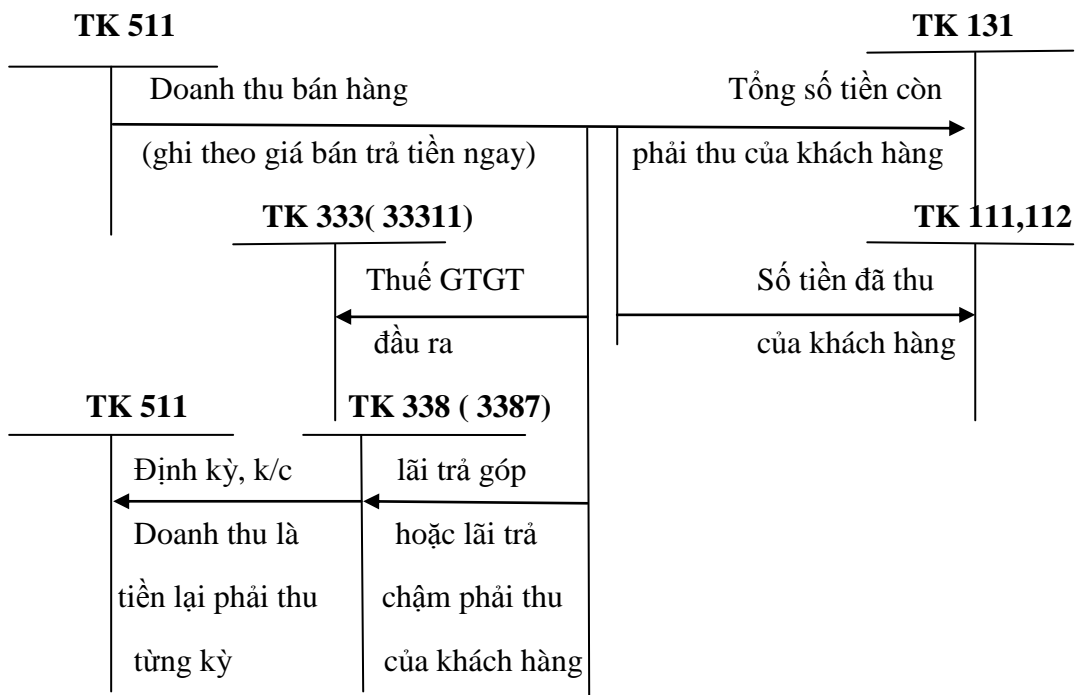 TK 511
TK 131
Doanh thu bán hàng
Tổng số tiền còn
(ghi theo giá bán trả tiền ngay)
phải thu của khách hàng
TK 333( 33311)
TK 111,112
Thuế GTGT
Số tiền đã thu
đầu ra
của khách hàng
TK 511
TK 338 ( 3387)
Định kỳ, k/c
lãi trả góp
Doanh thu là
hoặc lãi trả
tiền lại phải thu
chậm phải thu
từng kỳ
của khách hàng